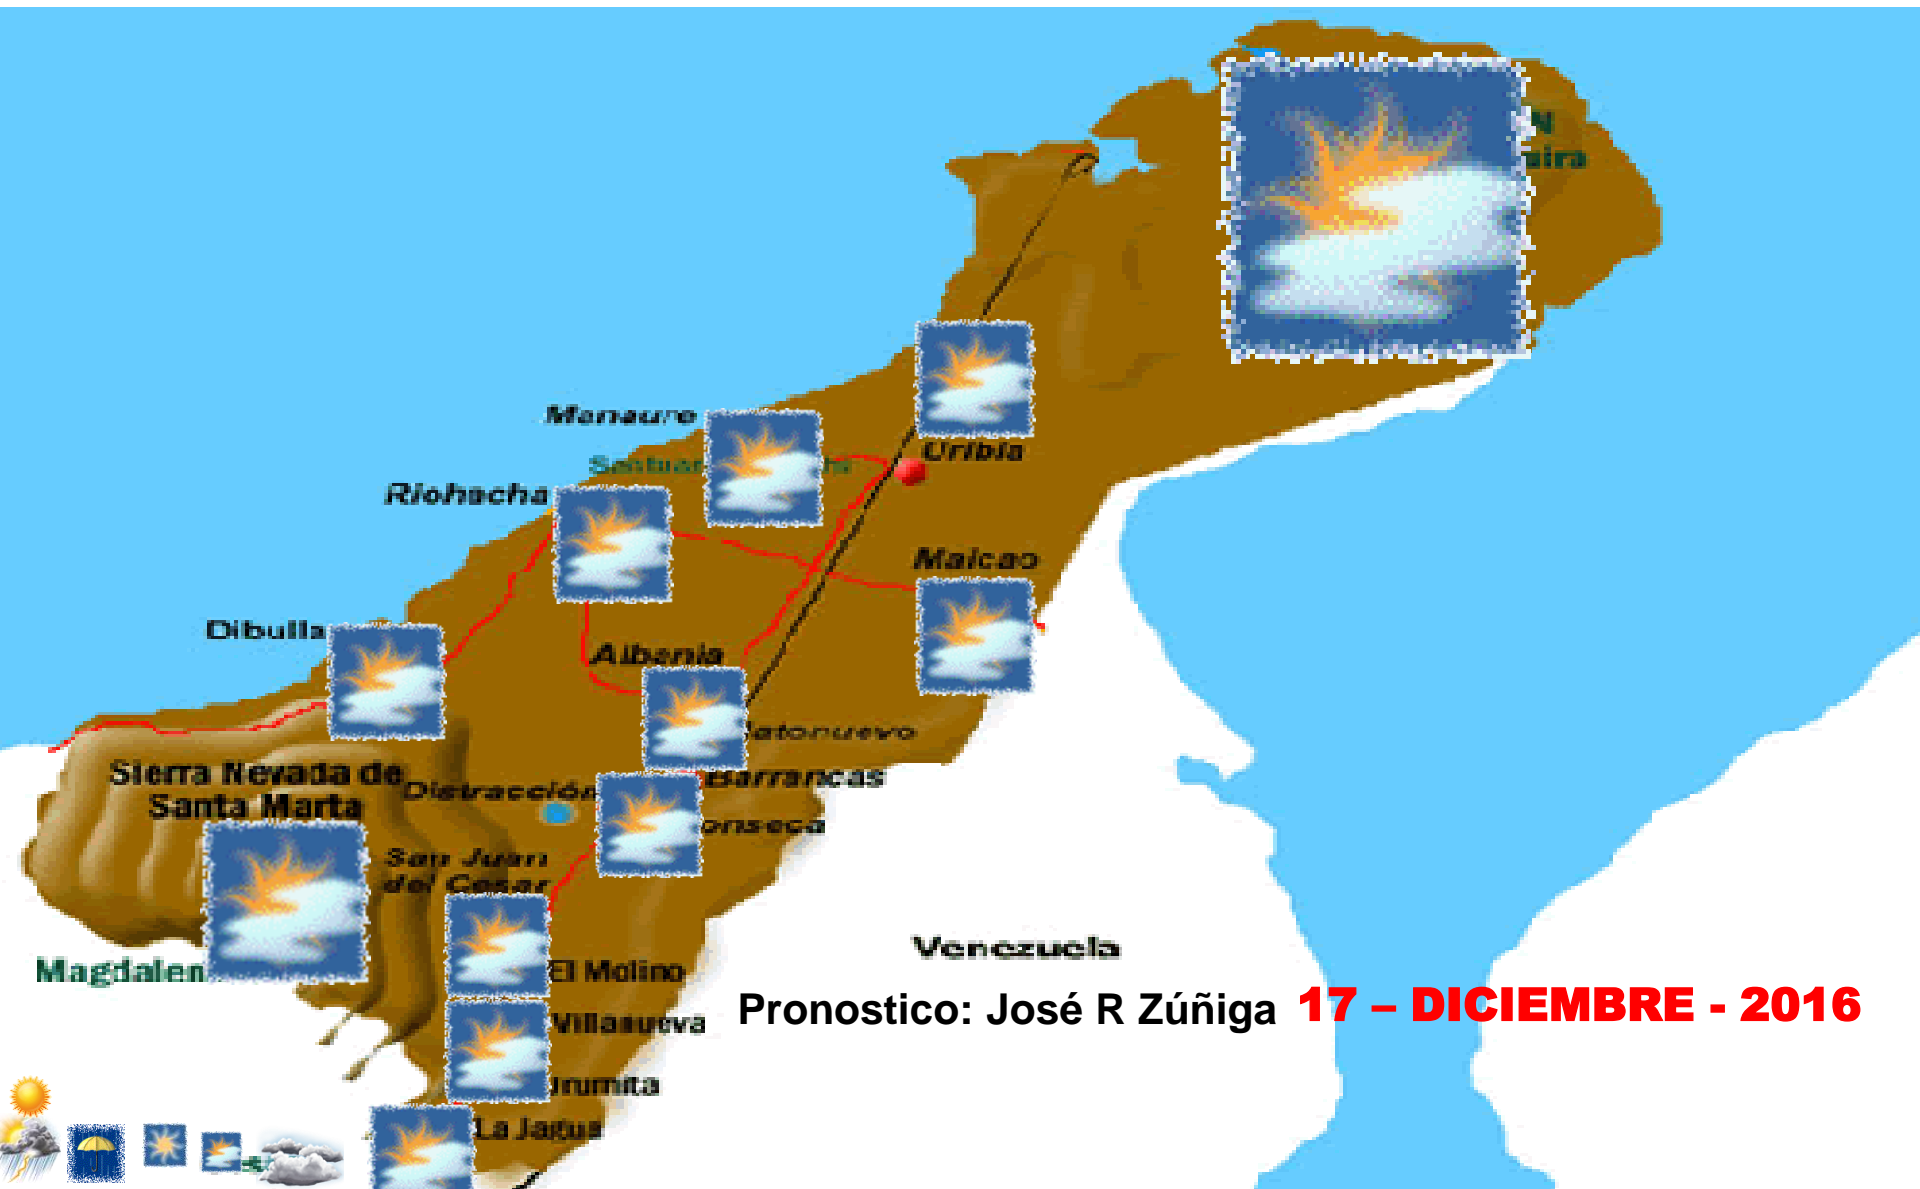 Manaure
Uribia
Riohacha
Maicao
Dibulla
Albania
Sierra Nevada de
Santa Marta
Distracción
Barrancas
San Juan
del Cesar
Venezuela
El Molino
Pronostico: José R Zúñiga 17 – DICIEMBRE - 2016
Villanueva
La Jagua